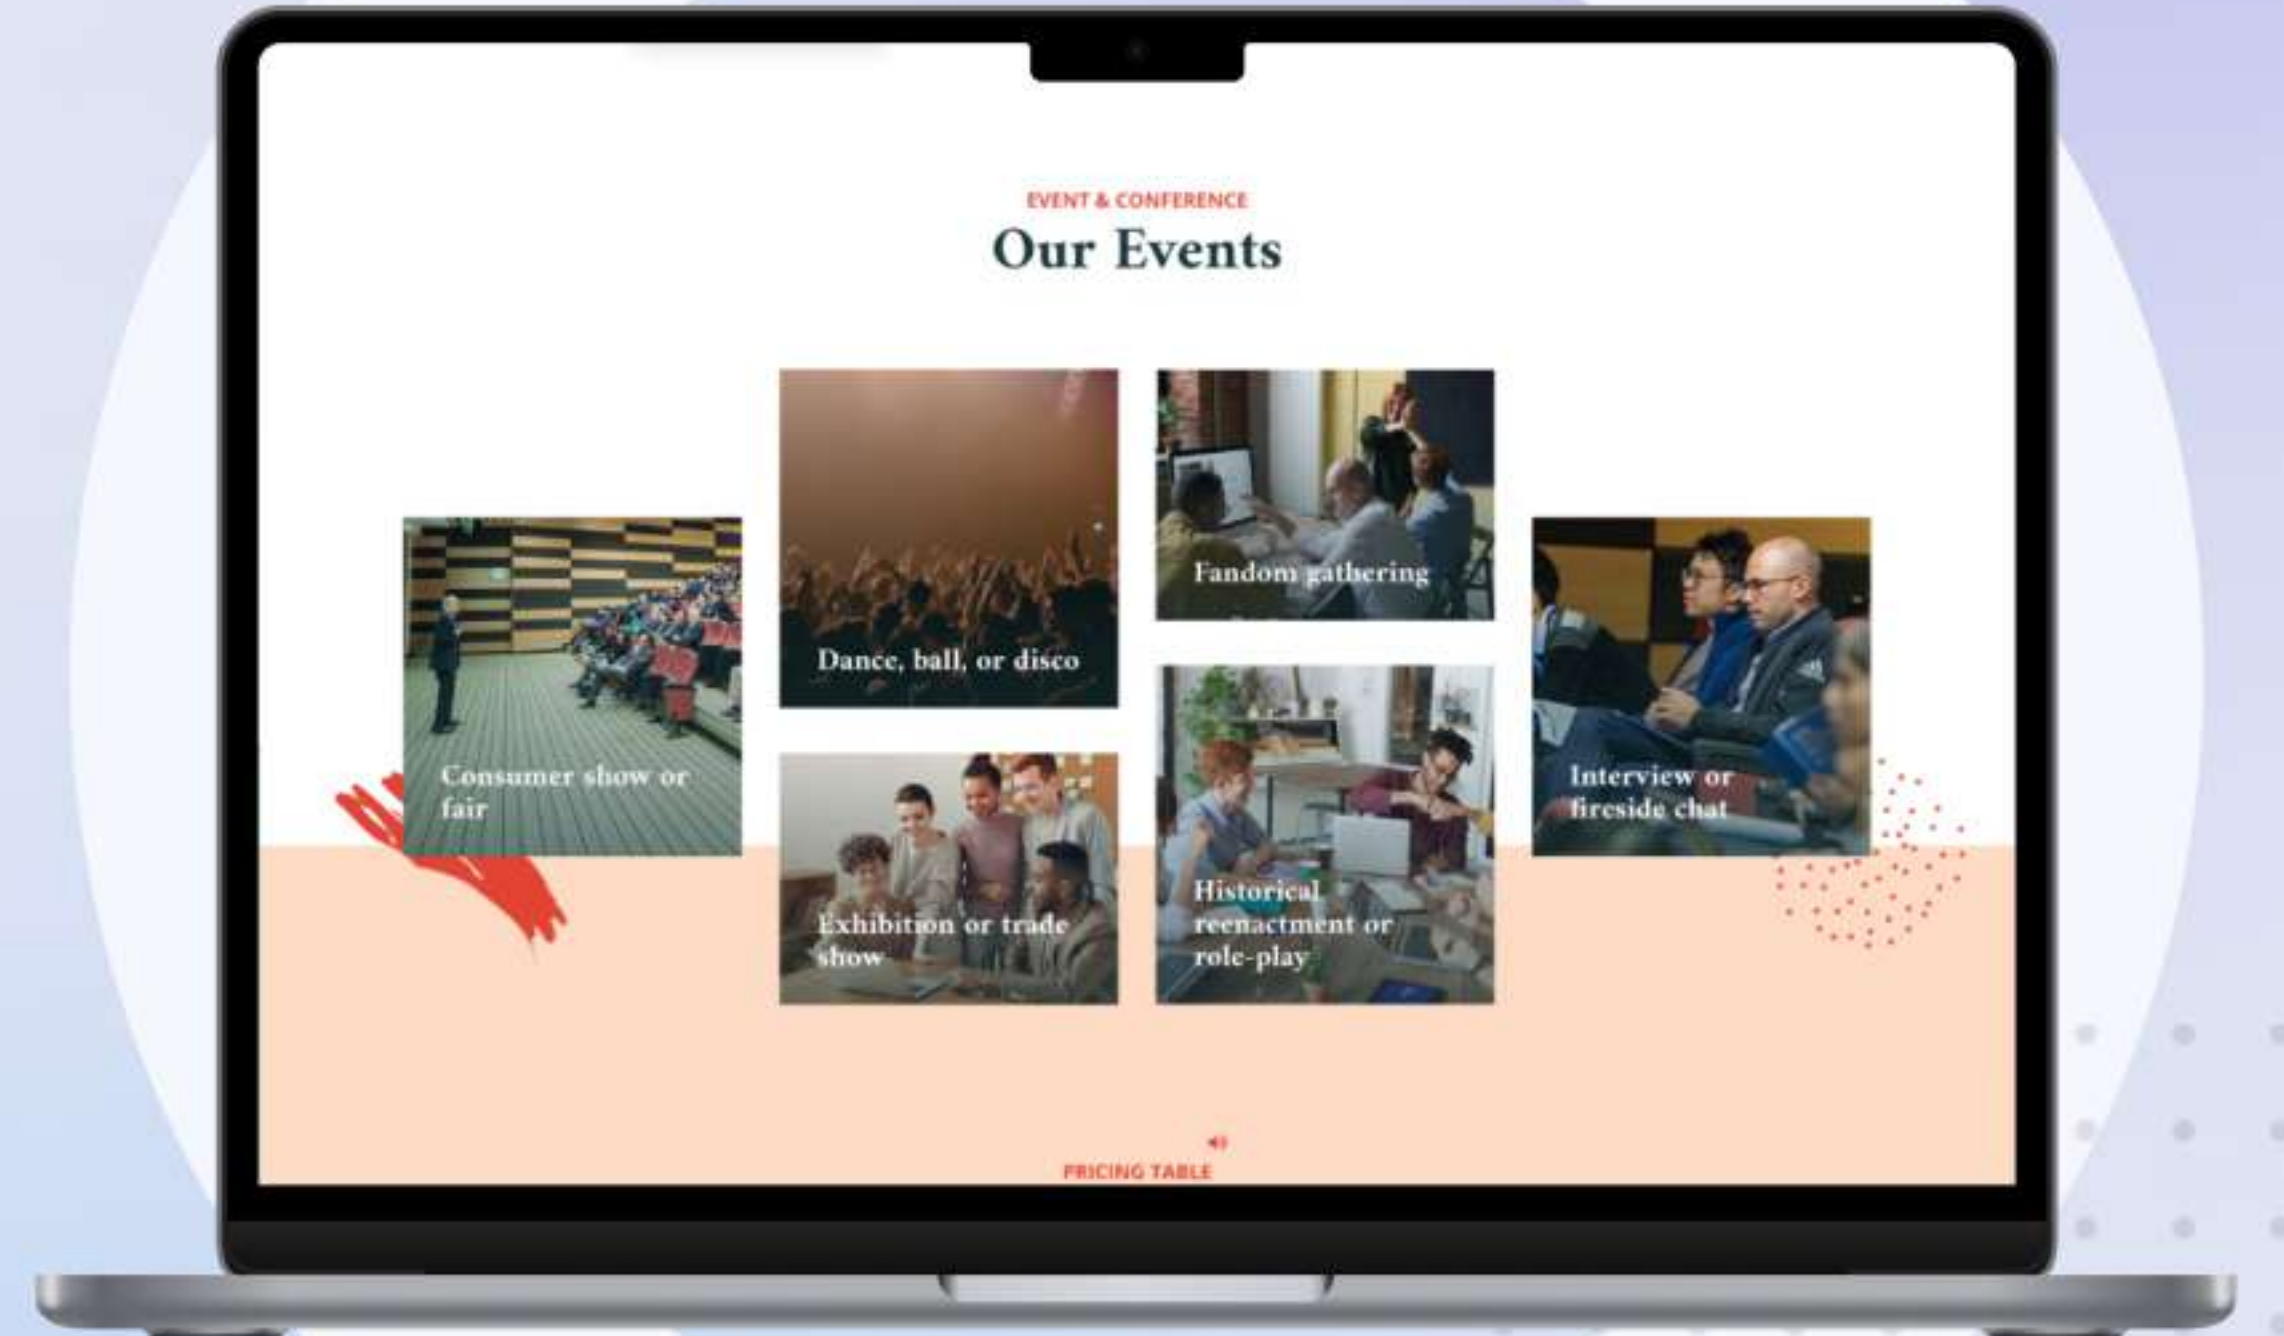 EVENT & CONFERENCE
Our Events
Consumer show or
fair
Dance, ball, or disco
Exhibition or trade
show
Fandom gathering
Historical
reenactment or
role-play
Interview or
fireside chat
PRICING TABLE